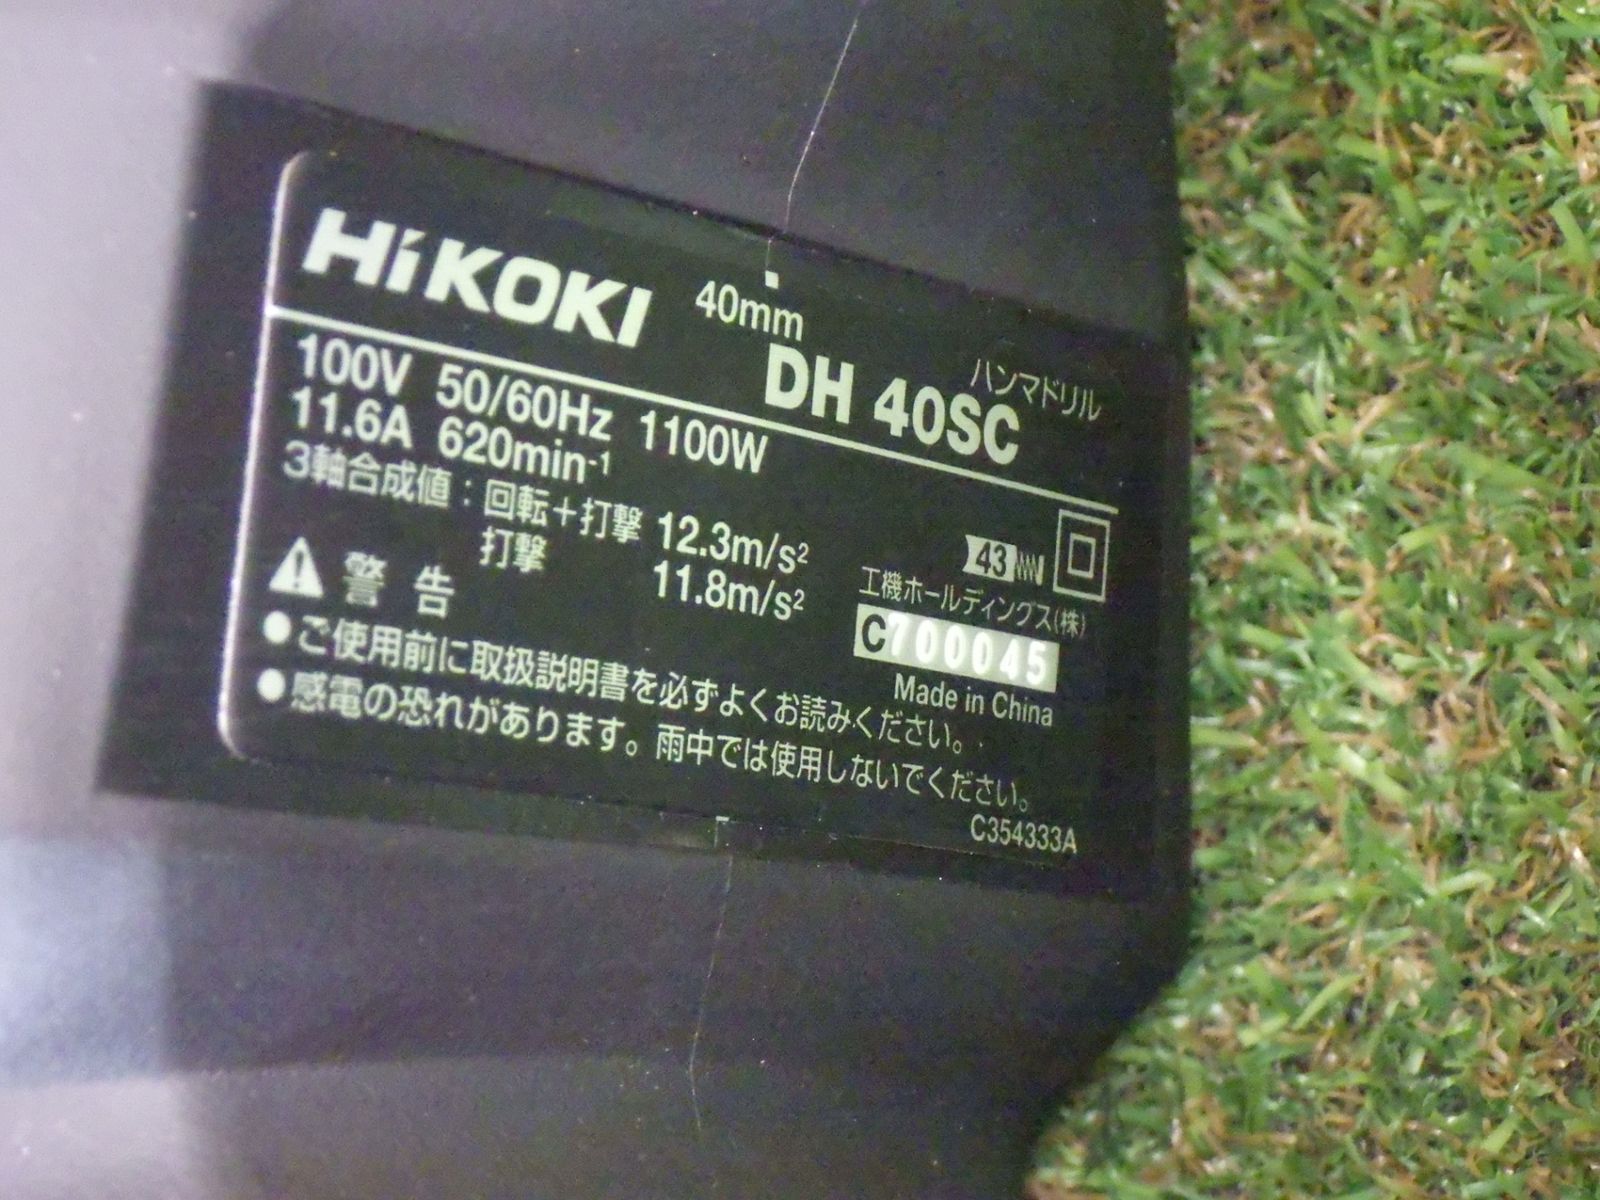 HiKOKI
40mm
ハンマドリル
DH 40SC
100V 50/60Hz 1100W
11.6A 620min-1
3軸合成値：回転＋打撃 12.3m/s²
打撃 11.8m/s²
43
工機ホールディングス(株)
C700045
Made in China
警告
●ご使用前に取扱説明書を必ずよくお読みください。
●感電の恐れがあります。雨中では使用しないでください。
C354333A